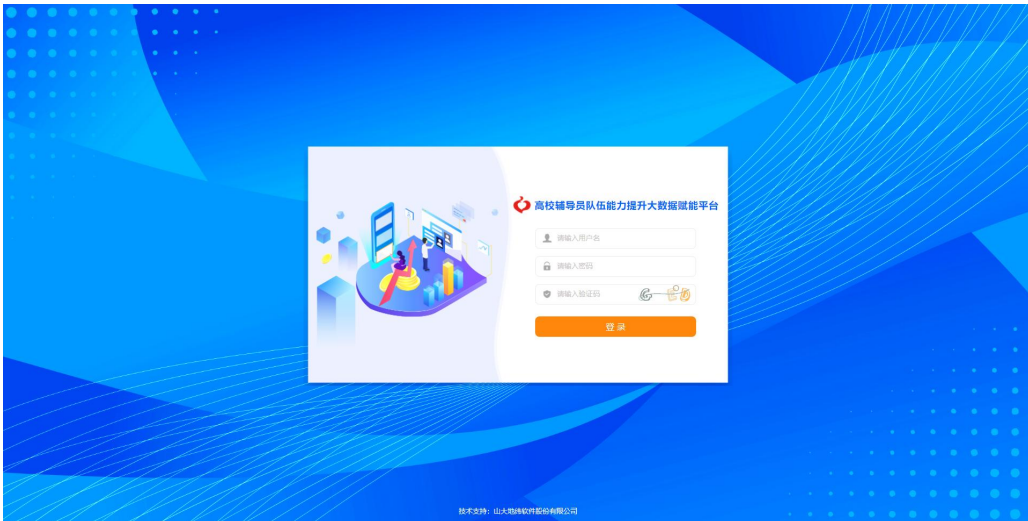 高校辅导员队伍能力提升大数据赋能平台
请输入用户名
请输入密码
请输入验证码
登录
技术支持：山大地纬软件股份有限公司